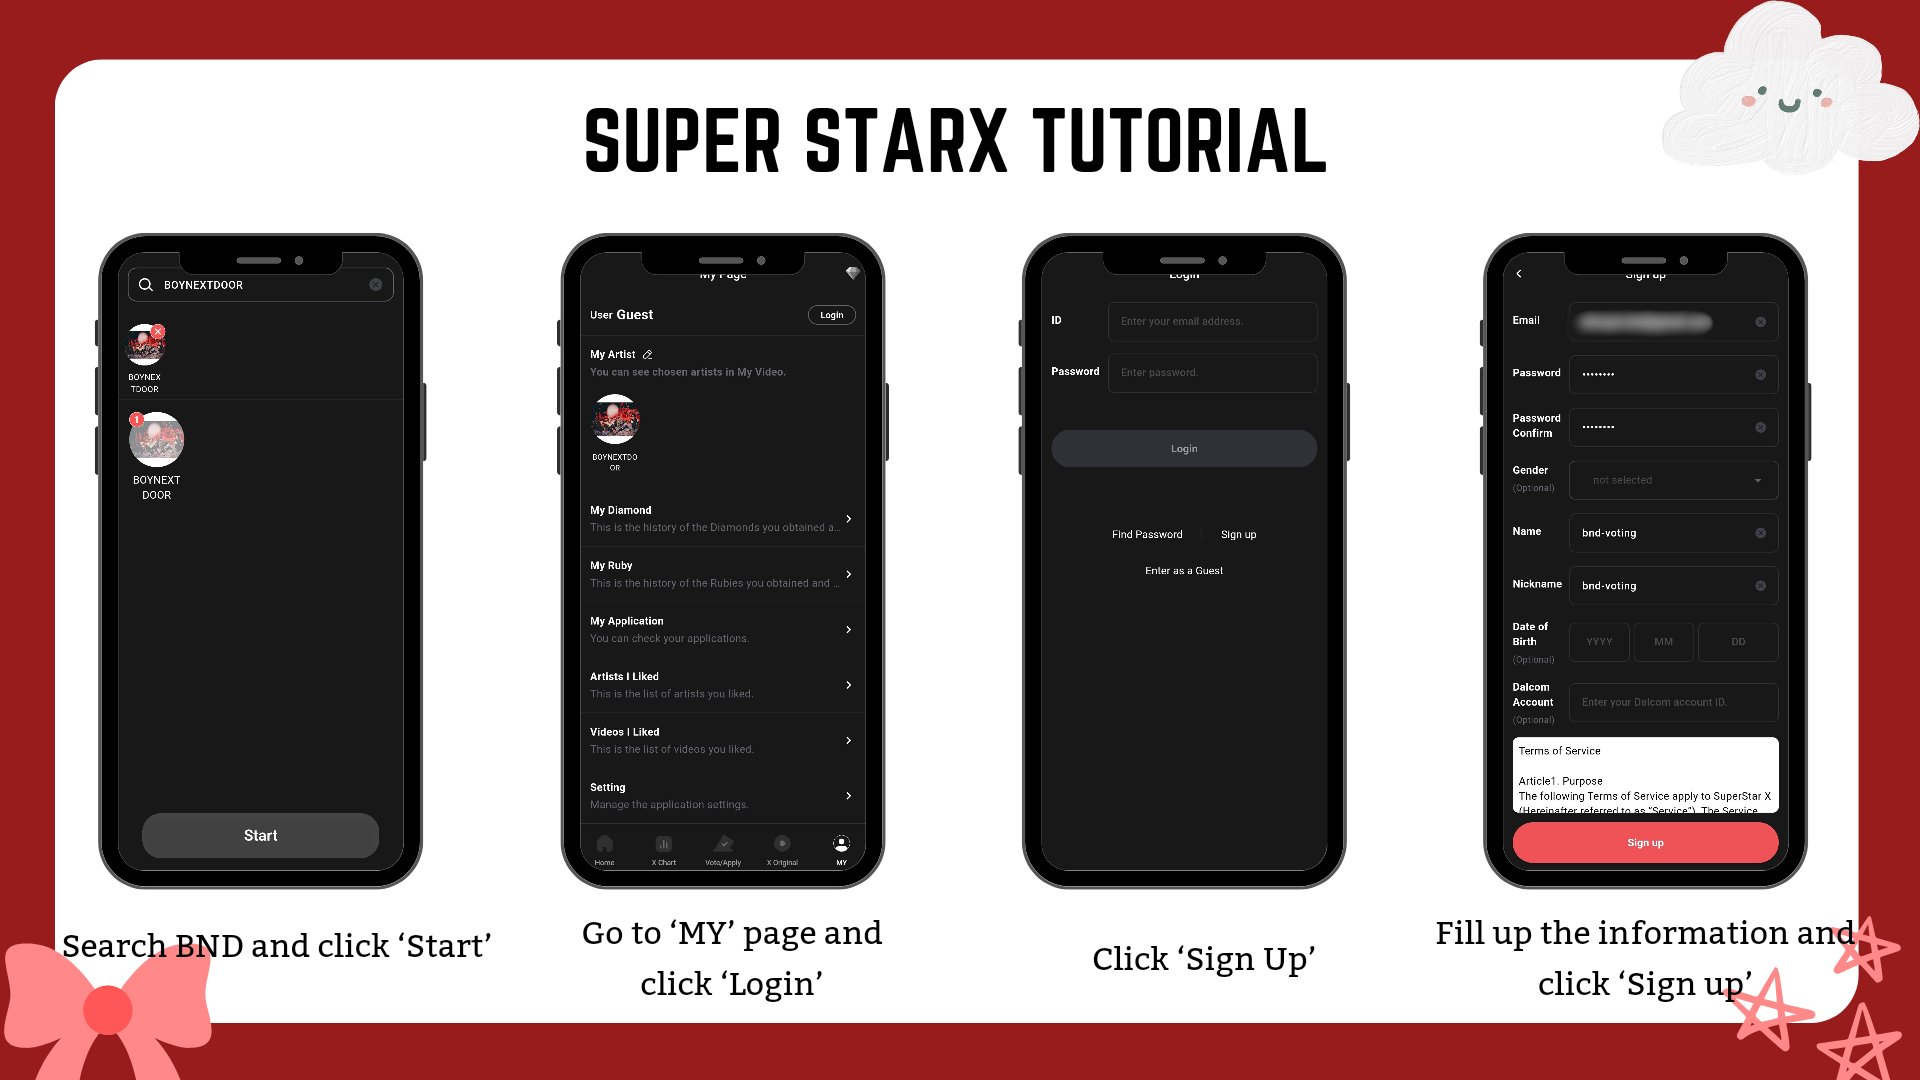 SUPER STARX TUTORIAL
BOYNEXTDOOR
BOYNEX
TDOOR
1
BOYNEXT
DOOR
Start
Search BND and click ‘Start’
My Page
User Guest
Login
My Artist
You can see chosen artists in My Video.
BOYNEXTDO
OR
My Diamond
This is the history of the Diamonds you obtained a...
My Ruby
This is the history of the Rubies you obtained and ...
My Application
You can check your applications.
Artists I Liked
This is the list of artists you liked.
Videos I Liked
This is the list of videos you liked.
Setting
Manage the application settings.
Home X Chart Vote/Apply X Original MY
Go to ‘MY’ page and
click ‘Login’
Login
ID Enter your email address.
Password Enter password.
Login
Find Password Sign up
Enter as a Guest
Click ‘Sign Up’
Sign up
Email
Password
Password
Confirm
Gender
(Optional)
not selected
Name bnd-voting
Nickname bnd-voting
Date of
Birth
(Optional)
YYYY MM DD
Dalcom
Account
(Optional)
Enter your Dalcom account ID.
Terms of Service
Article1. Purpose
The following Terms of Service apply to SuperStar X
(Hereinafter referred to as “Service”). The Service
Sign up
Fill up the information and
click ‘Sign up’